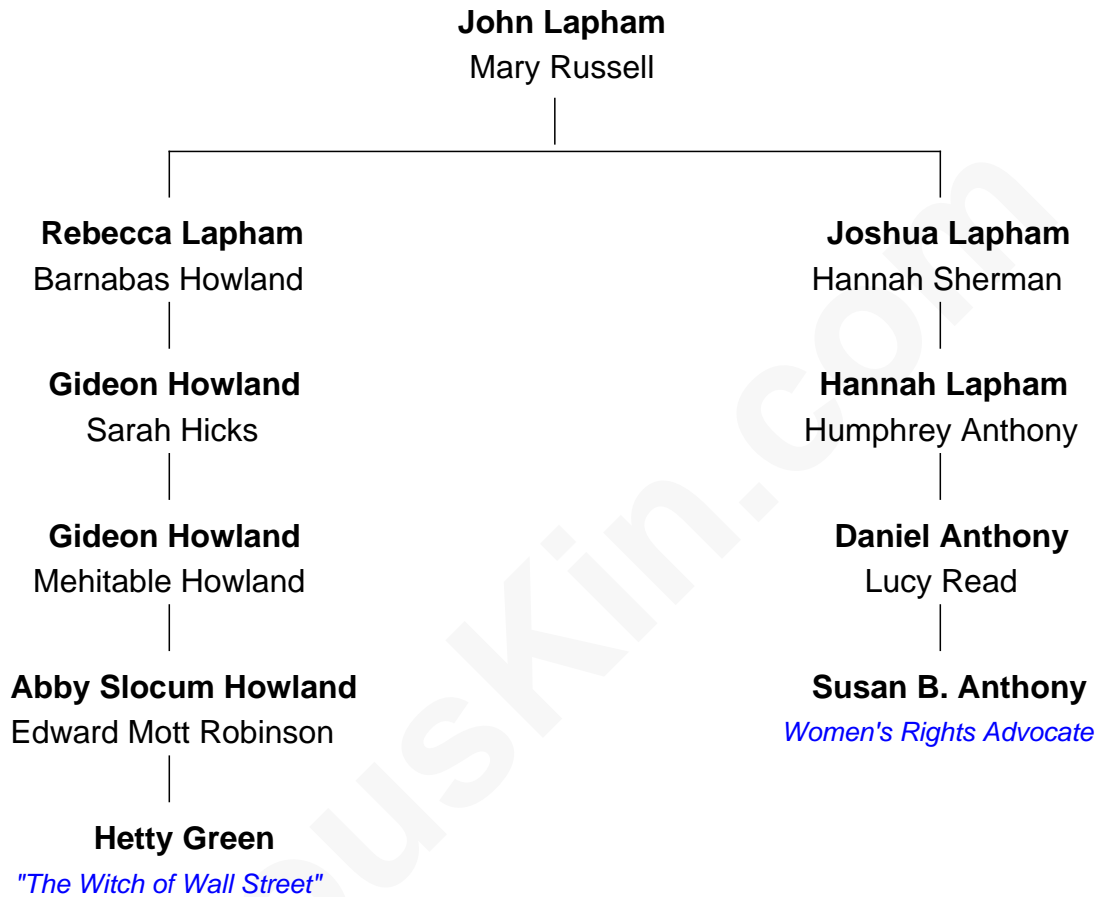 John Lapham
Mary Russell
Rebecca Lapham
Barnabas Howland
Joshua Lapham
Hannah Sherman
Gideon Howland
Sarah Hicks
Hannah Lapham
Humphrey Anthony
Gideon Howland
Mehitable Howland
Daniel Anthony
Lucy Read
Abby Slocum Howland
Edward Mott Robinson
Susan B. Anthony
Women's Rights Advocate
Hetty Green
"The Witch of Wall Street"
ouskin.com